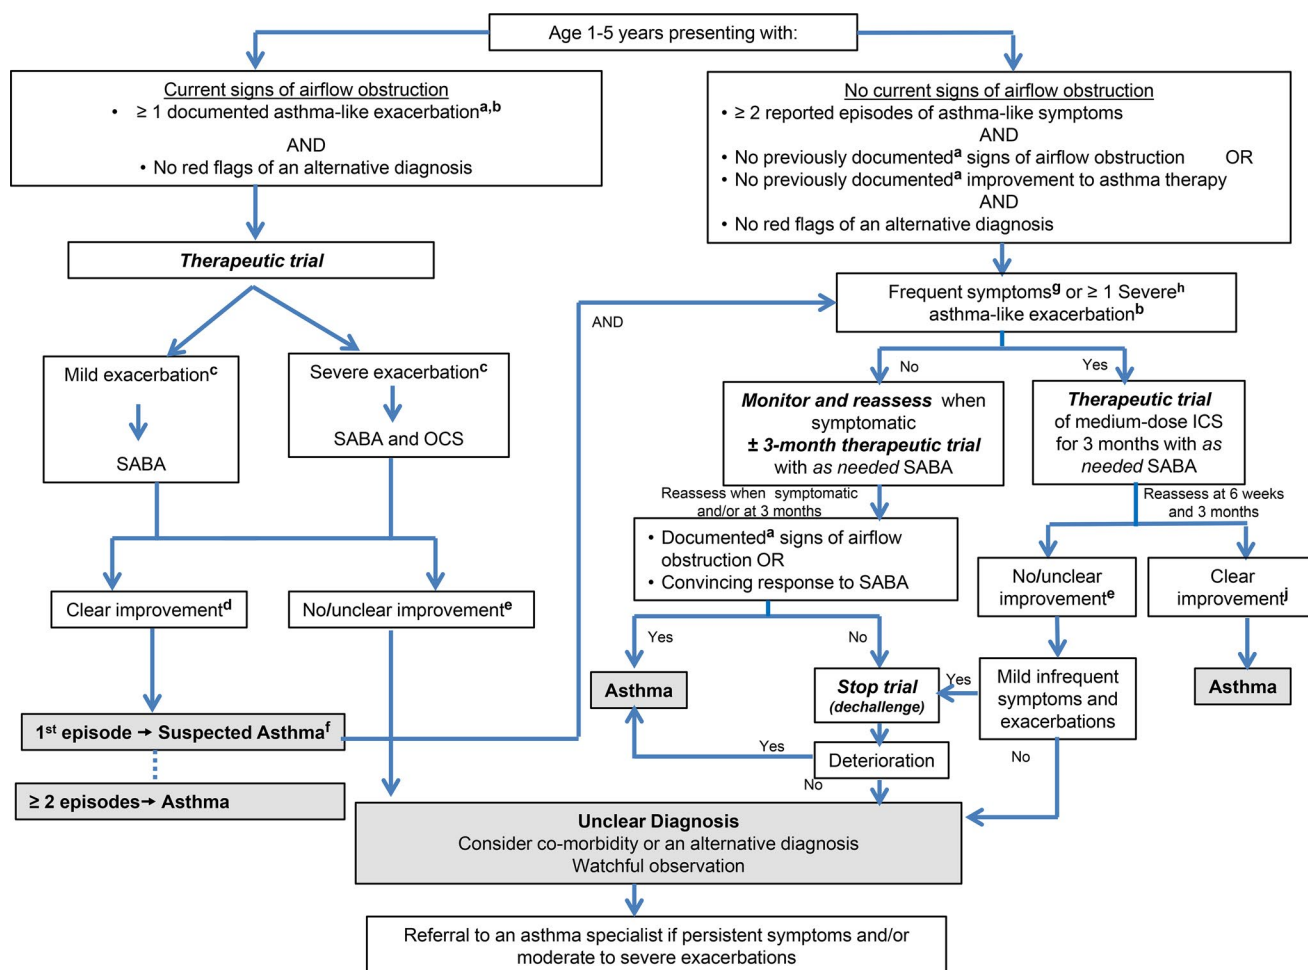 Age 1-5 years presenting with:
Current signs of airflow obstruction
• ≥ 1 documented asthma-like exacerbationa,b
AND
• No red flags of an alternative diagnosis
No current signs of airflow obstruction
• ≥ 2 reported episodes of asthma-like symptoms
AND
• No previously documenteda signs of airflow obstruction OR
• No previously documenteda improvement to asthma therapy
AND
• No red flags of an alternative diagnosis
Therapeutic trial
Frequent symptomsg or ≥ 1 Severeh
asthma-like exacerbationb
AND
Mild exacerbationc
SABA
Severe exacerbationc
SABA and OCS
No
Yes
Monitor and reassess when
symptomatic
± 3-month therapeutic trial
with as needed SABA
Therapeutic trial
of medium-dose ICS
for 3 months with as
needed SABA
Reassess when symptomatic
and/or at 3 months
Reassess at 6 weeks
and 3 months
• Documenteda signs of airflow
obstruction OR
• Convincing response to SABA
No/unclear
improvemente
Clear
improvementj
Clear improvementd
No/unclear improvemente
Yes
No
Asthma
Stop trial
(dechallenge)
Yes
Mild infrequent
symptoms and
exacerbations
Asthma
1st episode → Suspected Asthmaf
Yes
Deterioration
No
No
≥ 2 episodes → Asthma
Unclear Diagnosis
Consider co-morbidity or an alternative diagnosis
Watchful observation
Referral to an asthma specialist if persistent symptoms and/or
moderate to severe exacerbations